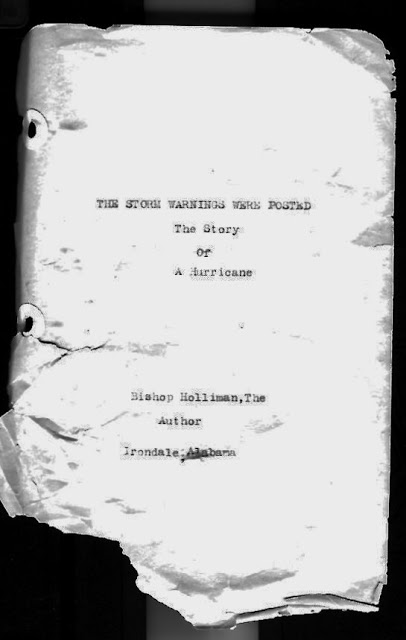 THE STORM WARNINGS WERE POSTED
The Story
Of
A Hurricane
Bishop Holliman,The
Author
Irondale,Alabama